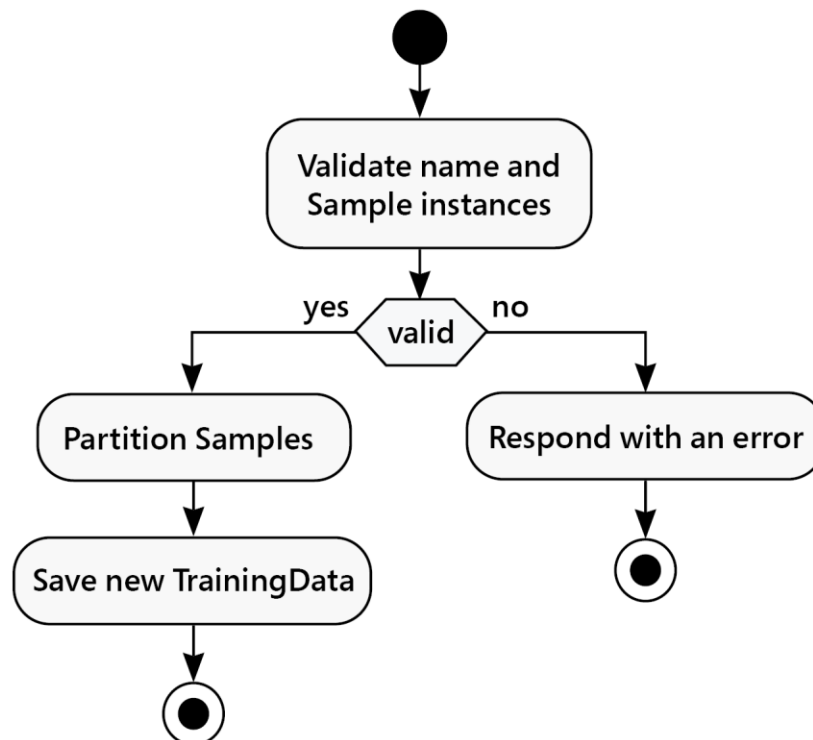 Validate name and
Sample instances
yes
valid
no
Partition Samples
Respond with an error
Save new TrainingData